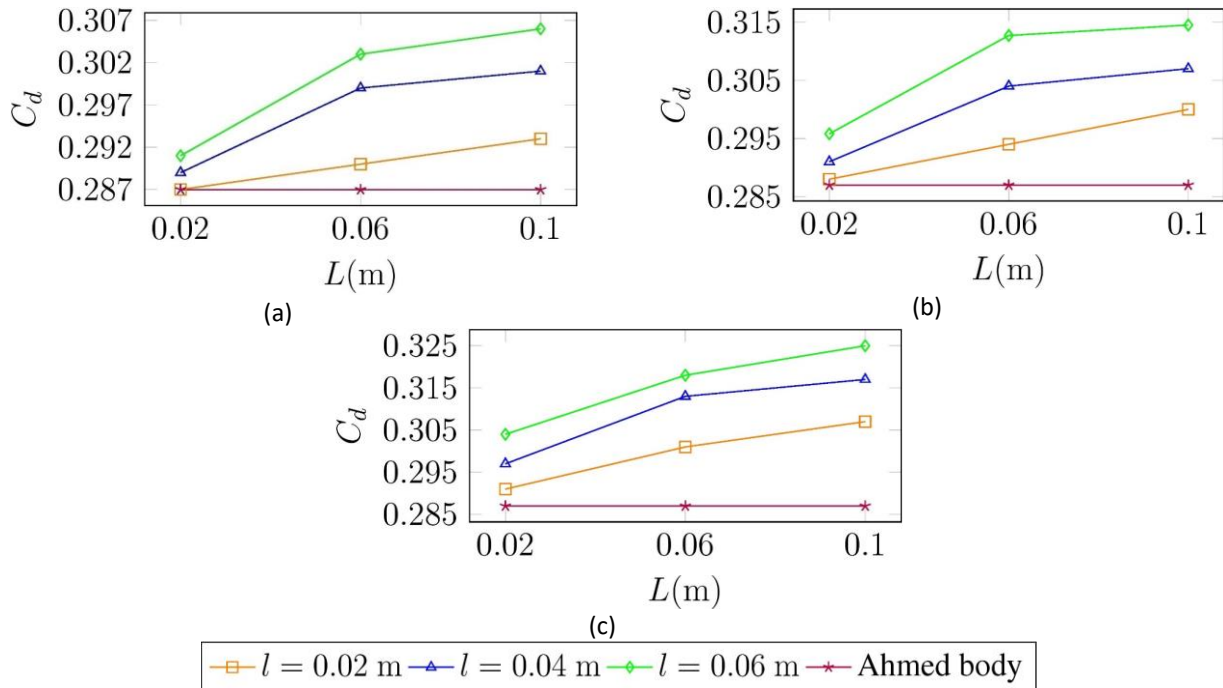 0.307
0.302
0.297
0.292
0.287
C_d
0.02 0.06 0.1
L(m)
(a)
0.315
0.305
0.295
0.285
C_d
0.02 0.06 0.1
L(m)
(b)
0.325
0.315
0.305
0.295
0.285
C_d
0.02 0.06 0.1
L(m)
(c)
l = 0.02 m l = 0.04 m l = 0.06 m Ahmed body